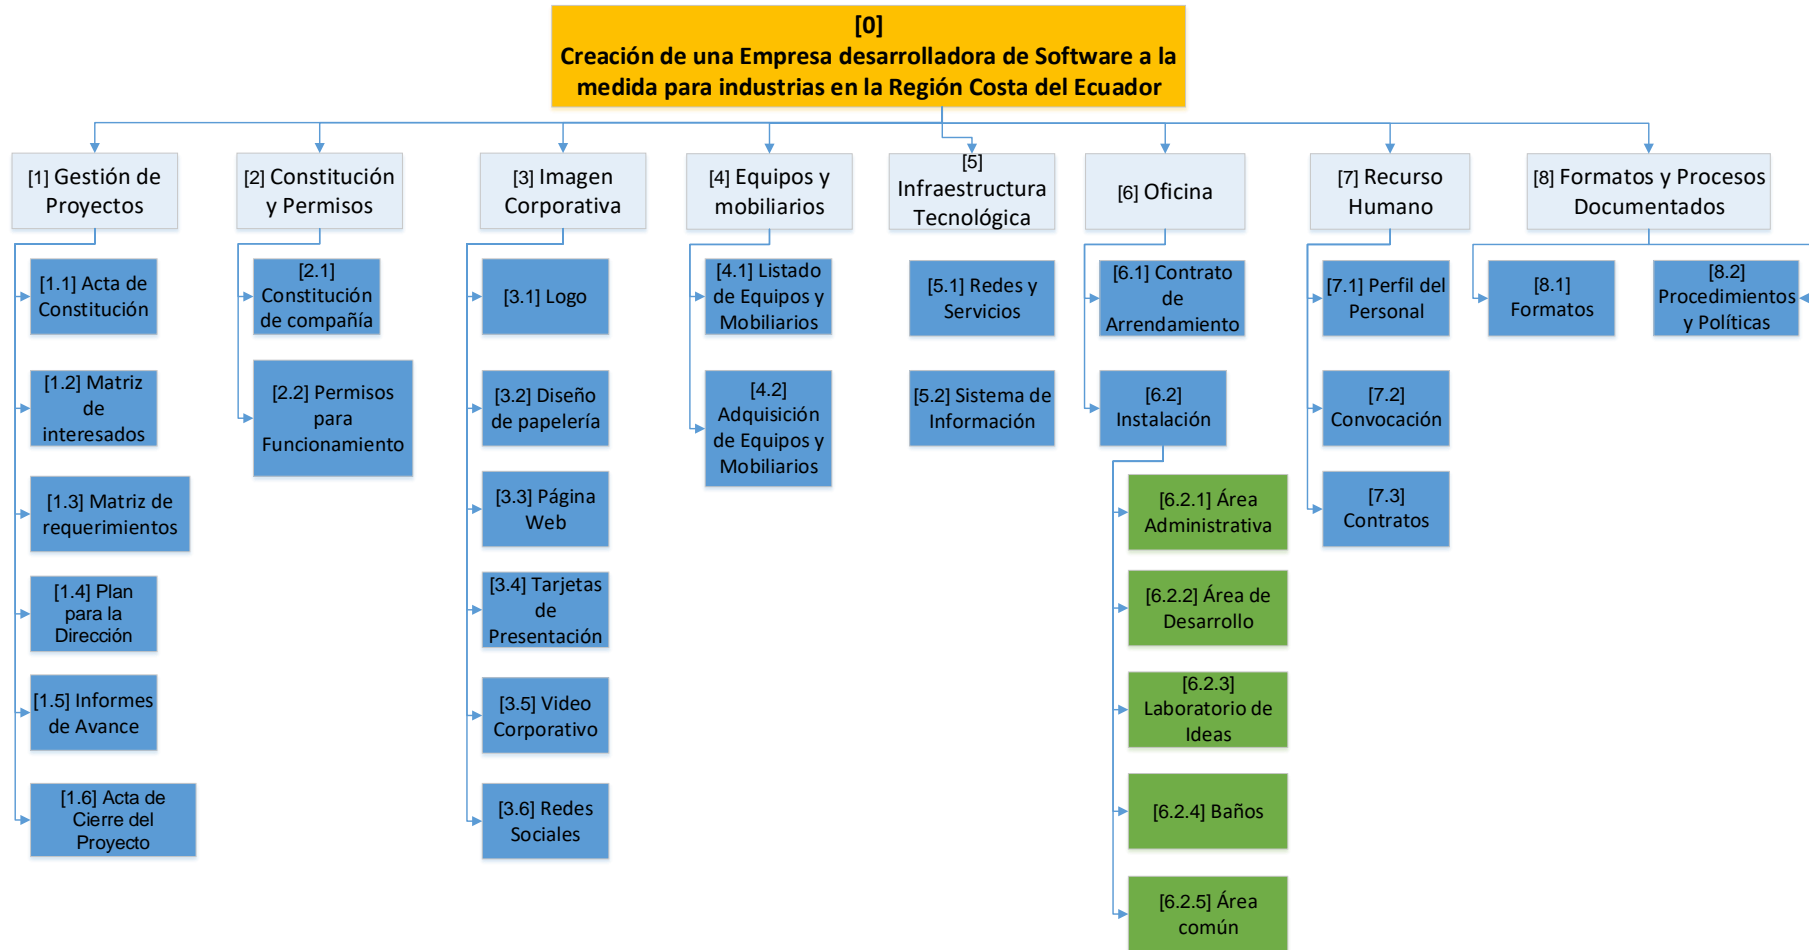 [0]
Creación de una Empresa desarrolladora de Software a la
medida para industrias en la Región Costa del Ecuador
[1] Gestión de
Proyectos
[1.1] Acta de
Constitución
[1.2] Matriz
de
interesados
[1.3] Matriz de
requerimientos
[1.4] Plan
para la
Dirección
[1.5] Informes
de Avance
[1.6] Acta de
Cierre del
Proyecto
[2] Constitución
y Permisos
[2.1]
Constitución
de compañía
[2.2] Permisos
para
Funcionamiento
[3] Imagen
Corporativa
[3.1] Logo
[3.2] Diseño
de papelería
[3.3] Página
Web
[3.4] Tarjetas
de
Presentación
[3.5] Video
Corporativo
[3.6] Redes
Sociales
[4] Equipos y
mobiliarios
[4.1] Listado
de Equipos y
Mobiliarios
[4.2]
Adquisición
de Equipos y
Mobiliarios
[5]
Infraestructura
Tecnológica
[5.1] Redes y
Servicios
[5.2] Sistema de
Información
[6] Oficina
[6.1] Contrato
de
Arrendamiento
[6.2]
Instalación
[6.2.1] Área
Administrativa
[6.2.2] Área de
Desarrollo
[6.2.3]
Laboratorio de
Ideas
[6.2.4] Baños
[6.2.5] Área
común
[7] Recurso
Humano
[7.1] Perfil del
Personal
[7.2]
Convocación
[7.3]
Contratos
[8] Formatos y Procesos
Documentados
[8.1]
Formatos
[8.2]
Procedimientos
y Políticas